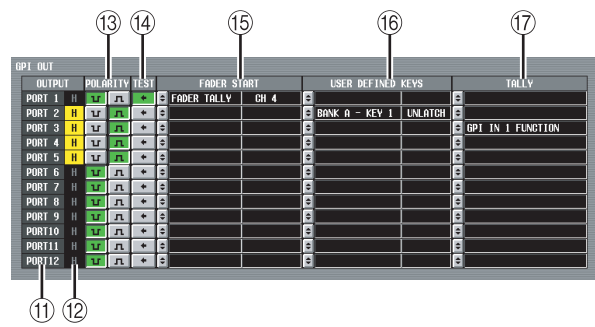 ⑬ ⑭ ⑮ ⑯ ⑰
GPI OUT
OUTPUT POLARITY TEST FADER START USER DEFINED KEYS TALLY
PORT 1 H FADER TALLY CH 4
PORT 2 H BANK A - KEY 1 UNLATCH
PORT 3 H GPI IN 1 FUNCTION
PORT 4 H
PORT 5 H
PORT 6 H
PORT 7 H
PORT 8 H
PORT 9 H
PORT10 H
PORT11 H
PORT12 H
⑪ ⑫